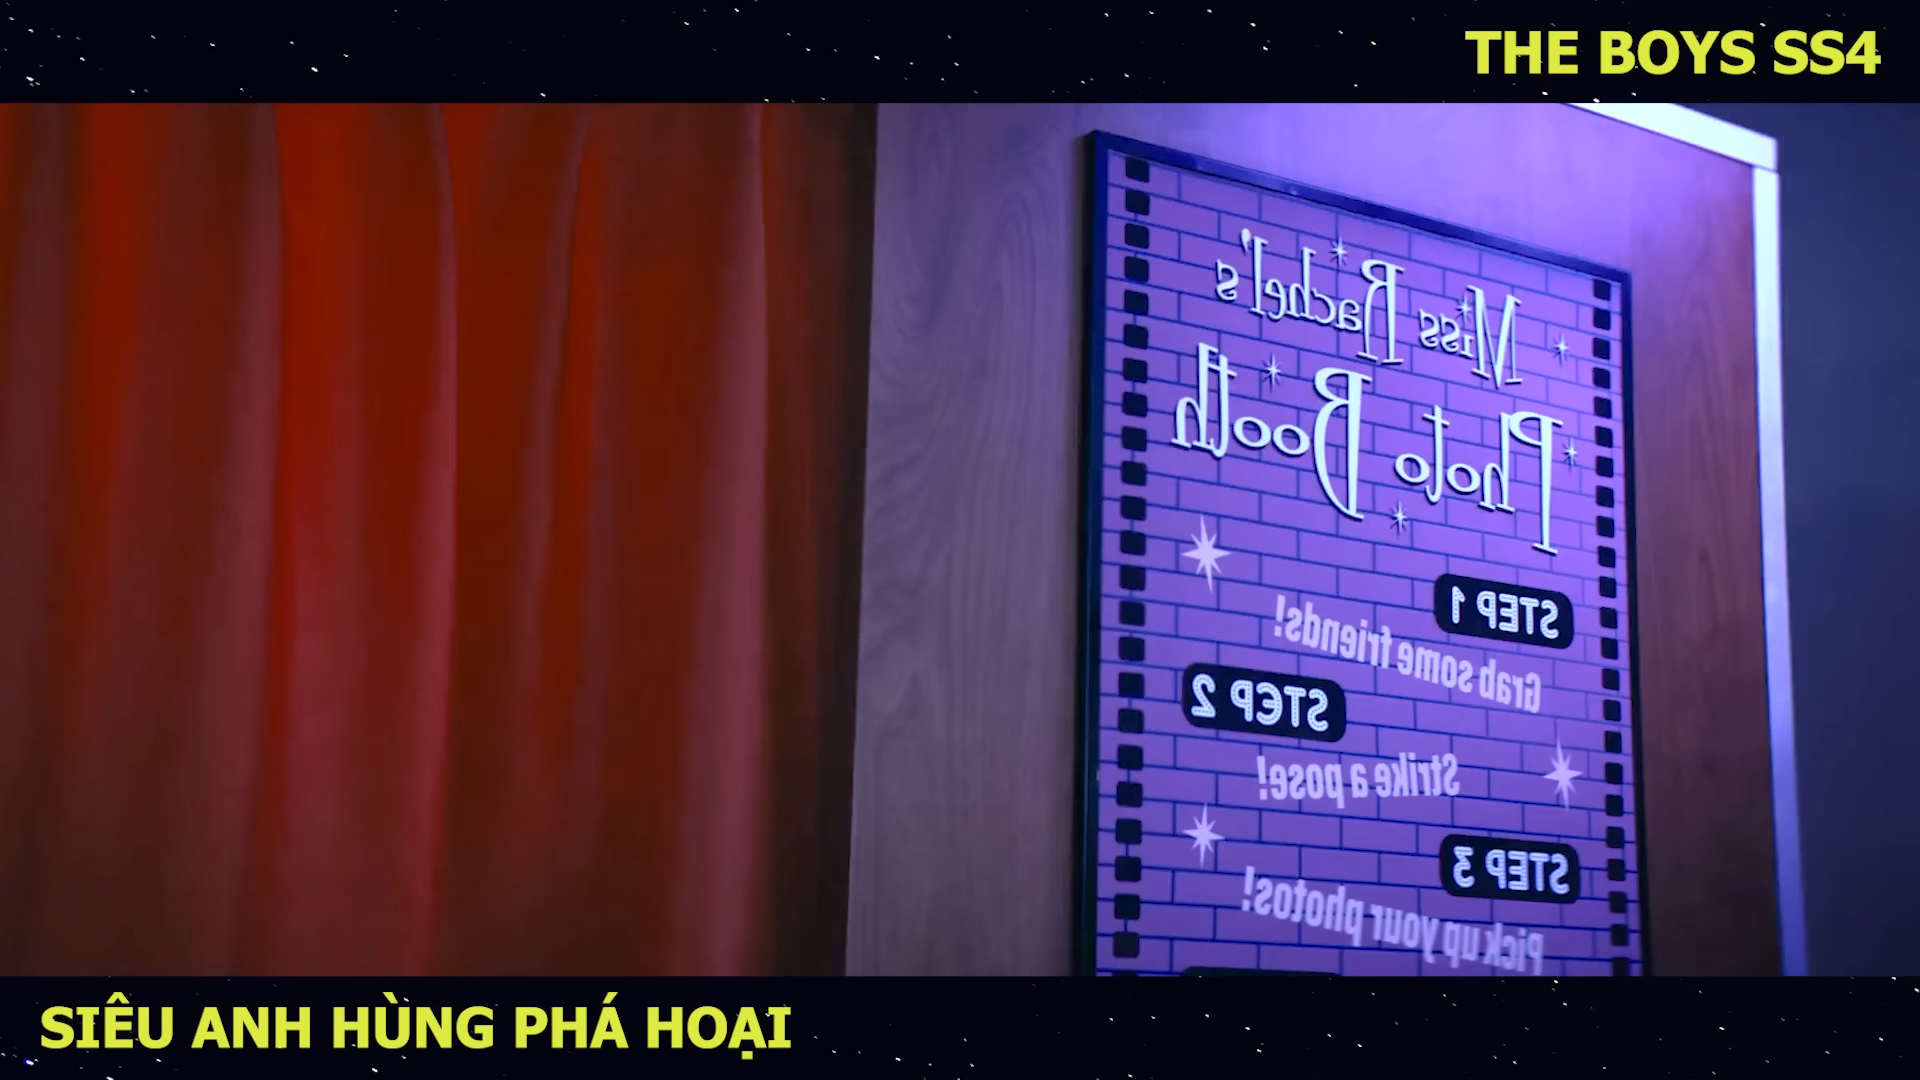 THE BOYS SS4
Miss Rachel's
Photo Booth
STEP 1
Grab some friends!
STEP 2
Strike a pose!
STEP 3
Pick up your photos!
SIÊU ANH HÙNG PHÁ HOẠI